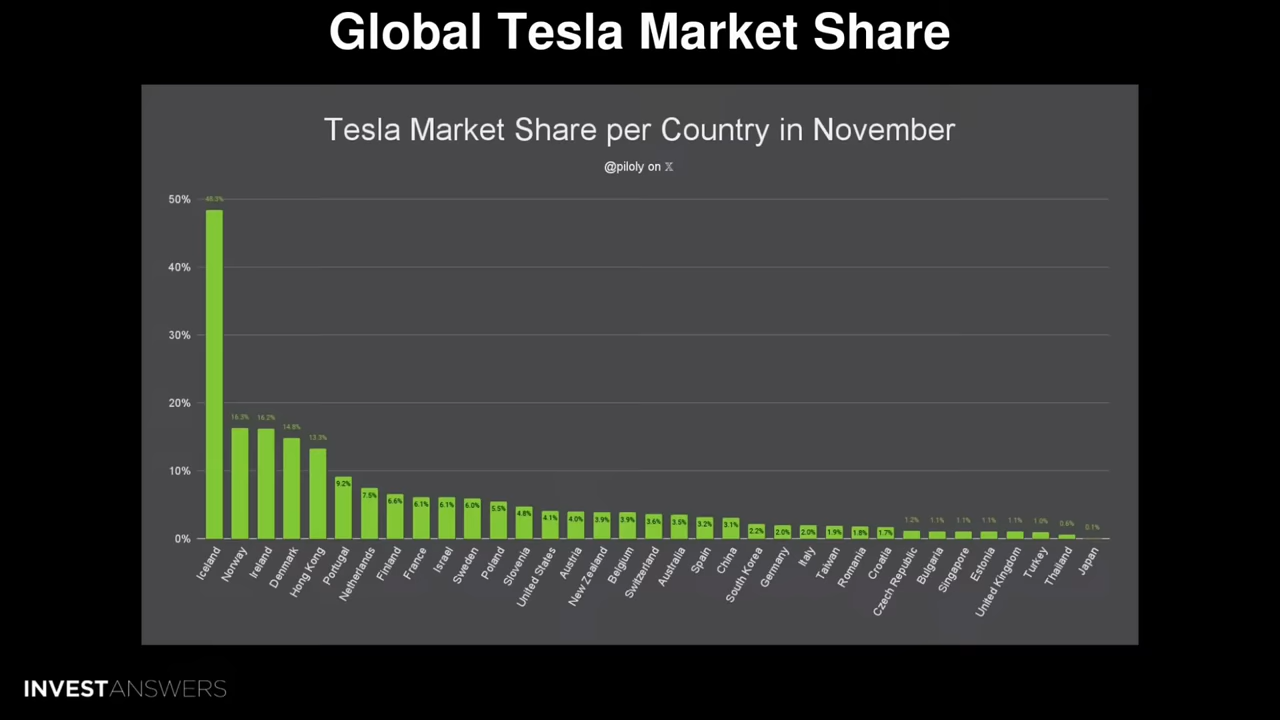 Global Tesla Market Share
Tesla Market Share per Country in November
@piloly on X
50%
40%
30%
20%
10%
0%
48.3%
16.3%
16.2%
14.8%
13.3%
9.2%
7.5%
6.6%
6.1%
6.1%
6.0%
5.5%
4.8%
4.1%
4.0%
3.9%
3.9%
3.6%
3.5%
3.2%
3.1%
2.2%
2.0%
2.0%
1.9%
1.8%
1.7%
1.2%
1.1%
1.1%
1.1%
1.1%
1.0%
0.6%
0.1%
Iceland
Norway
Ireland
Denmark
Hong Kong
Portugal
Netherlands
Finland
France
Israel
Sweden
Poland
Slovenia
United States
Austria
New Zealand
Belgium
Switzerland
Australia
Spain
China
South Korea
Germany
Italy
Taiwan
Romania
Croatia
Czech Republic
Bulgaria
Singapore
Estonia
United Kingdom
Turkey
Thailand
Japan
INVESTANSWERS